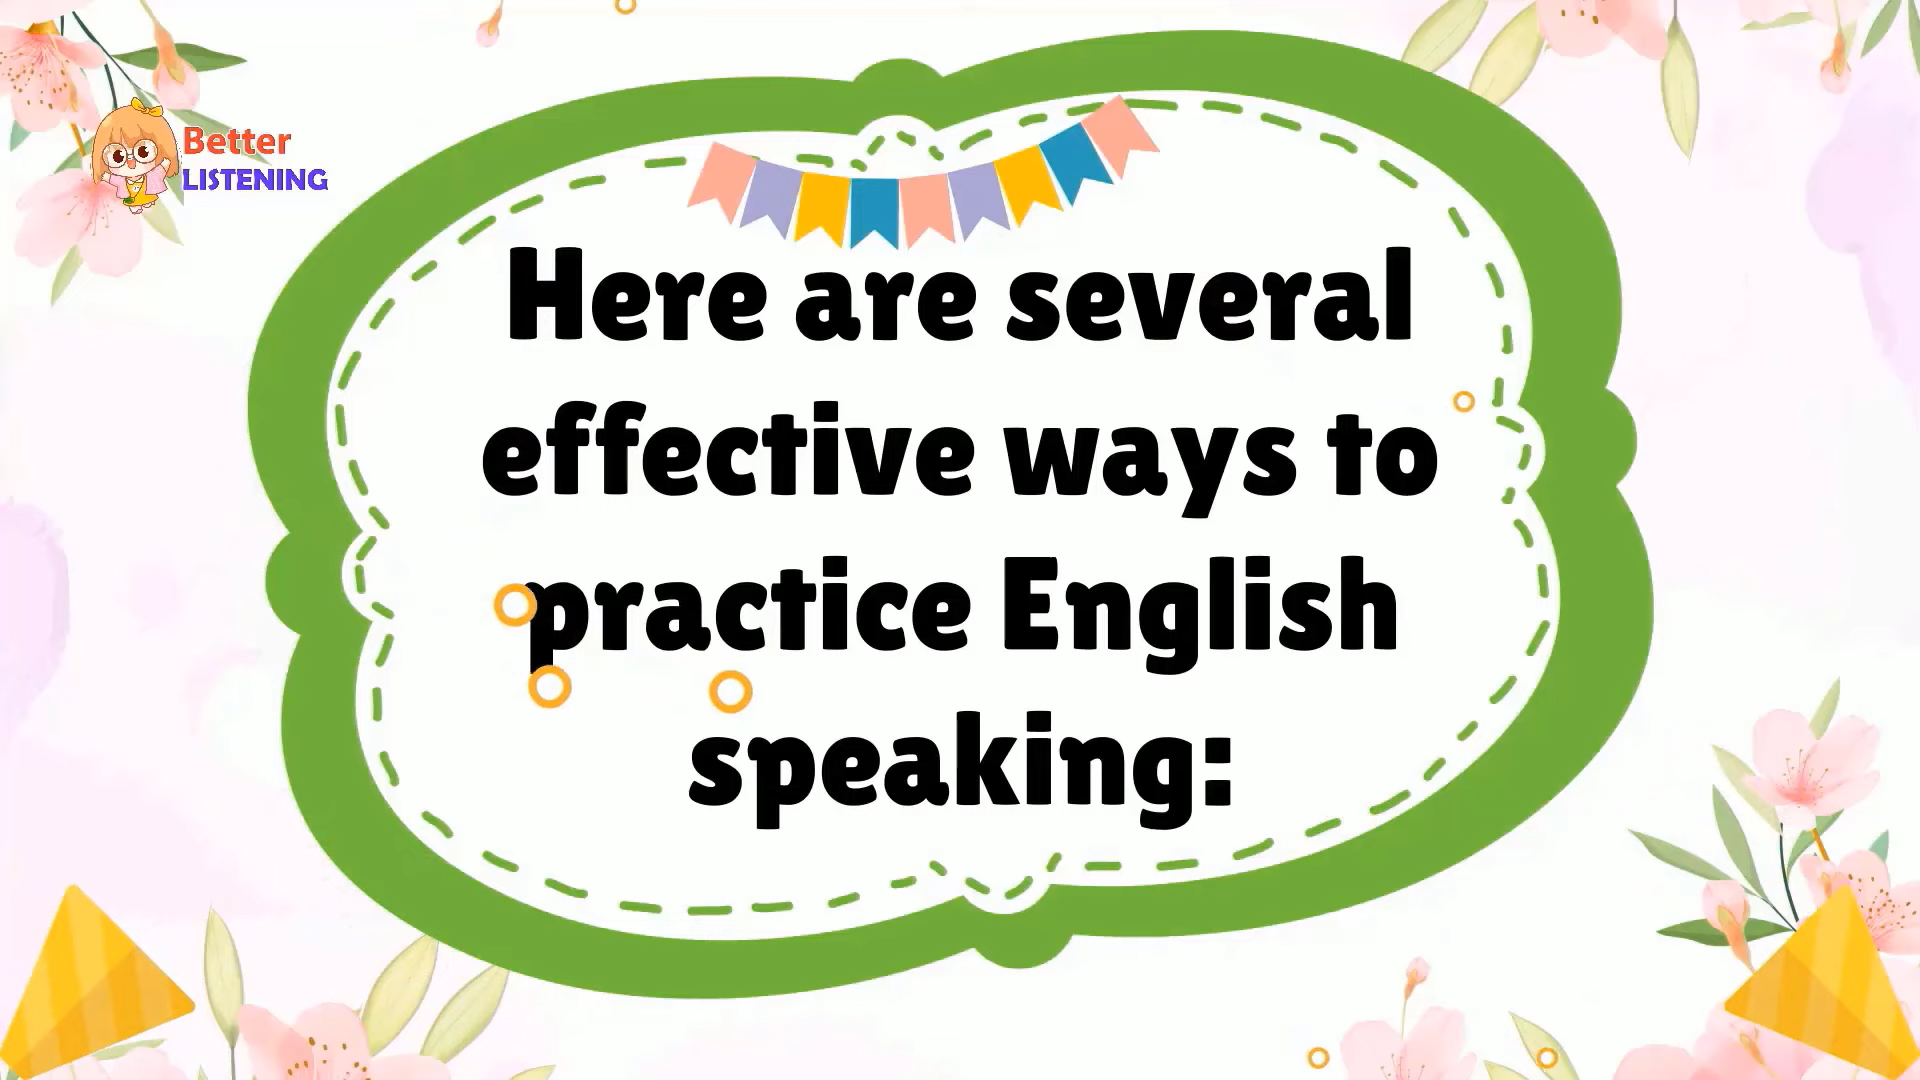 Better
LISTENING
Here are several
effective ways to
practice English
speaking: